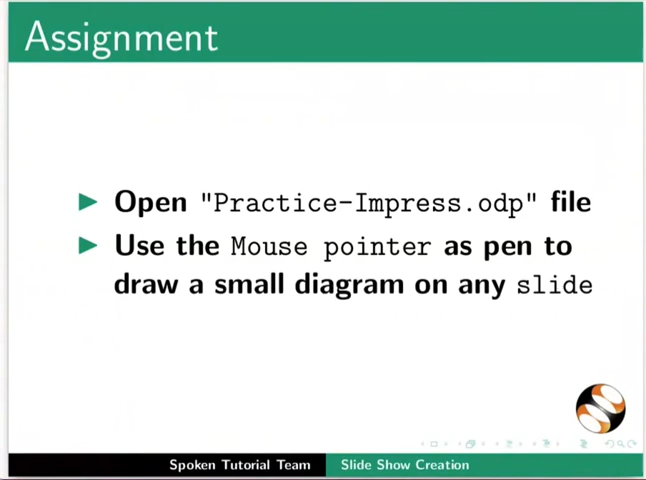 Assignment
Open "Practice-Impress.odp" file
Use the Mouse pointer as pen to
draw a small diagram on any slide
Spoken Tutorial Team
Slide Show Creation